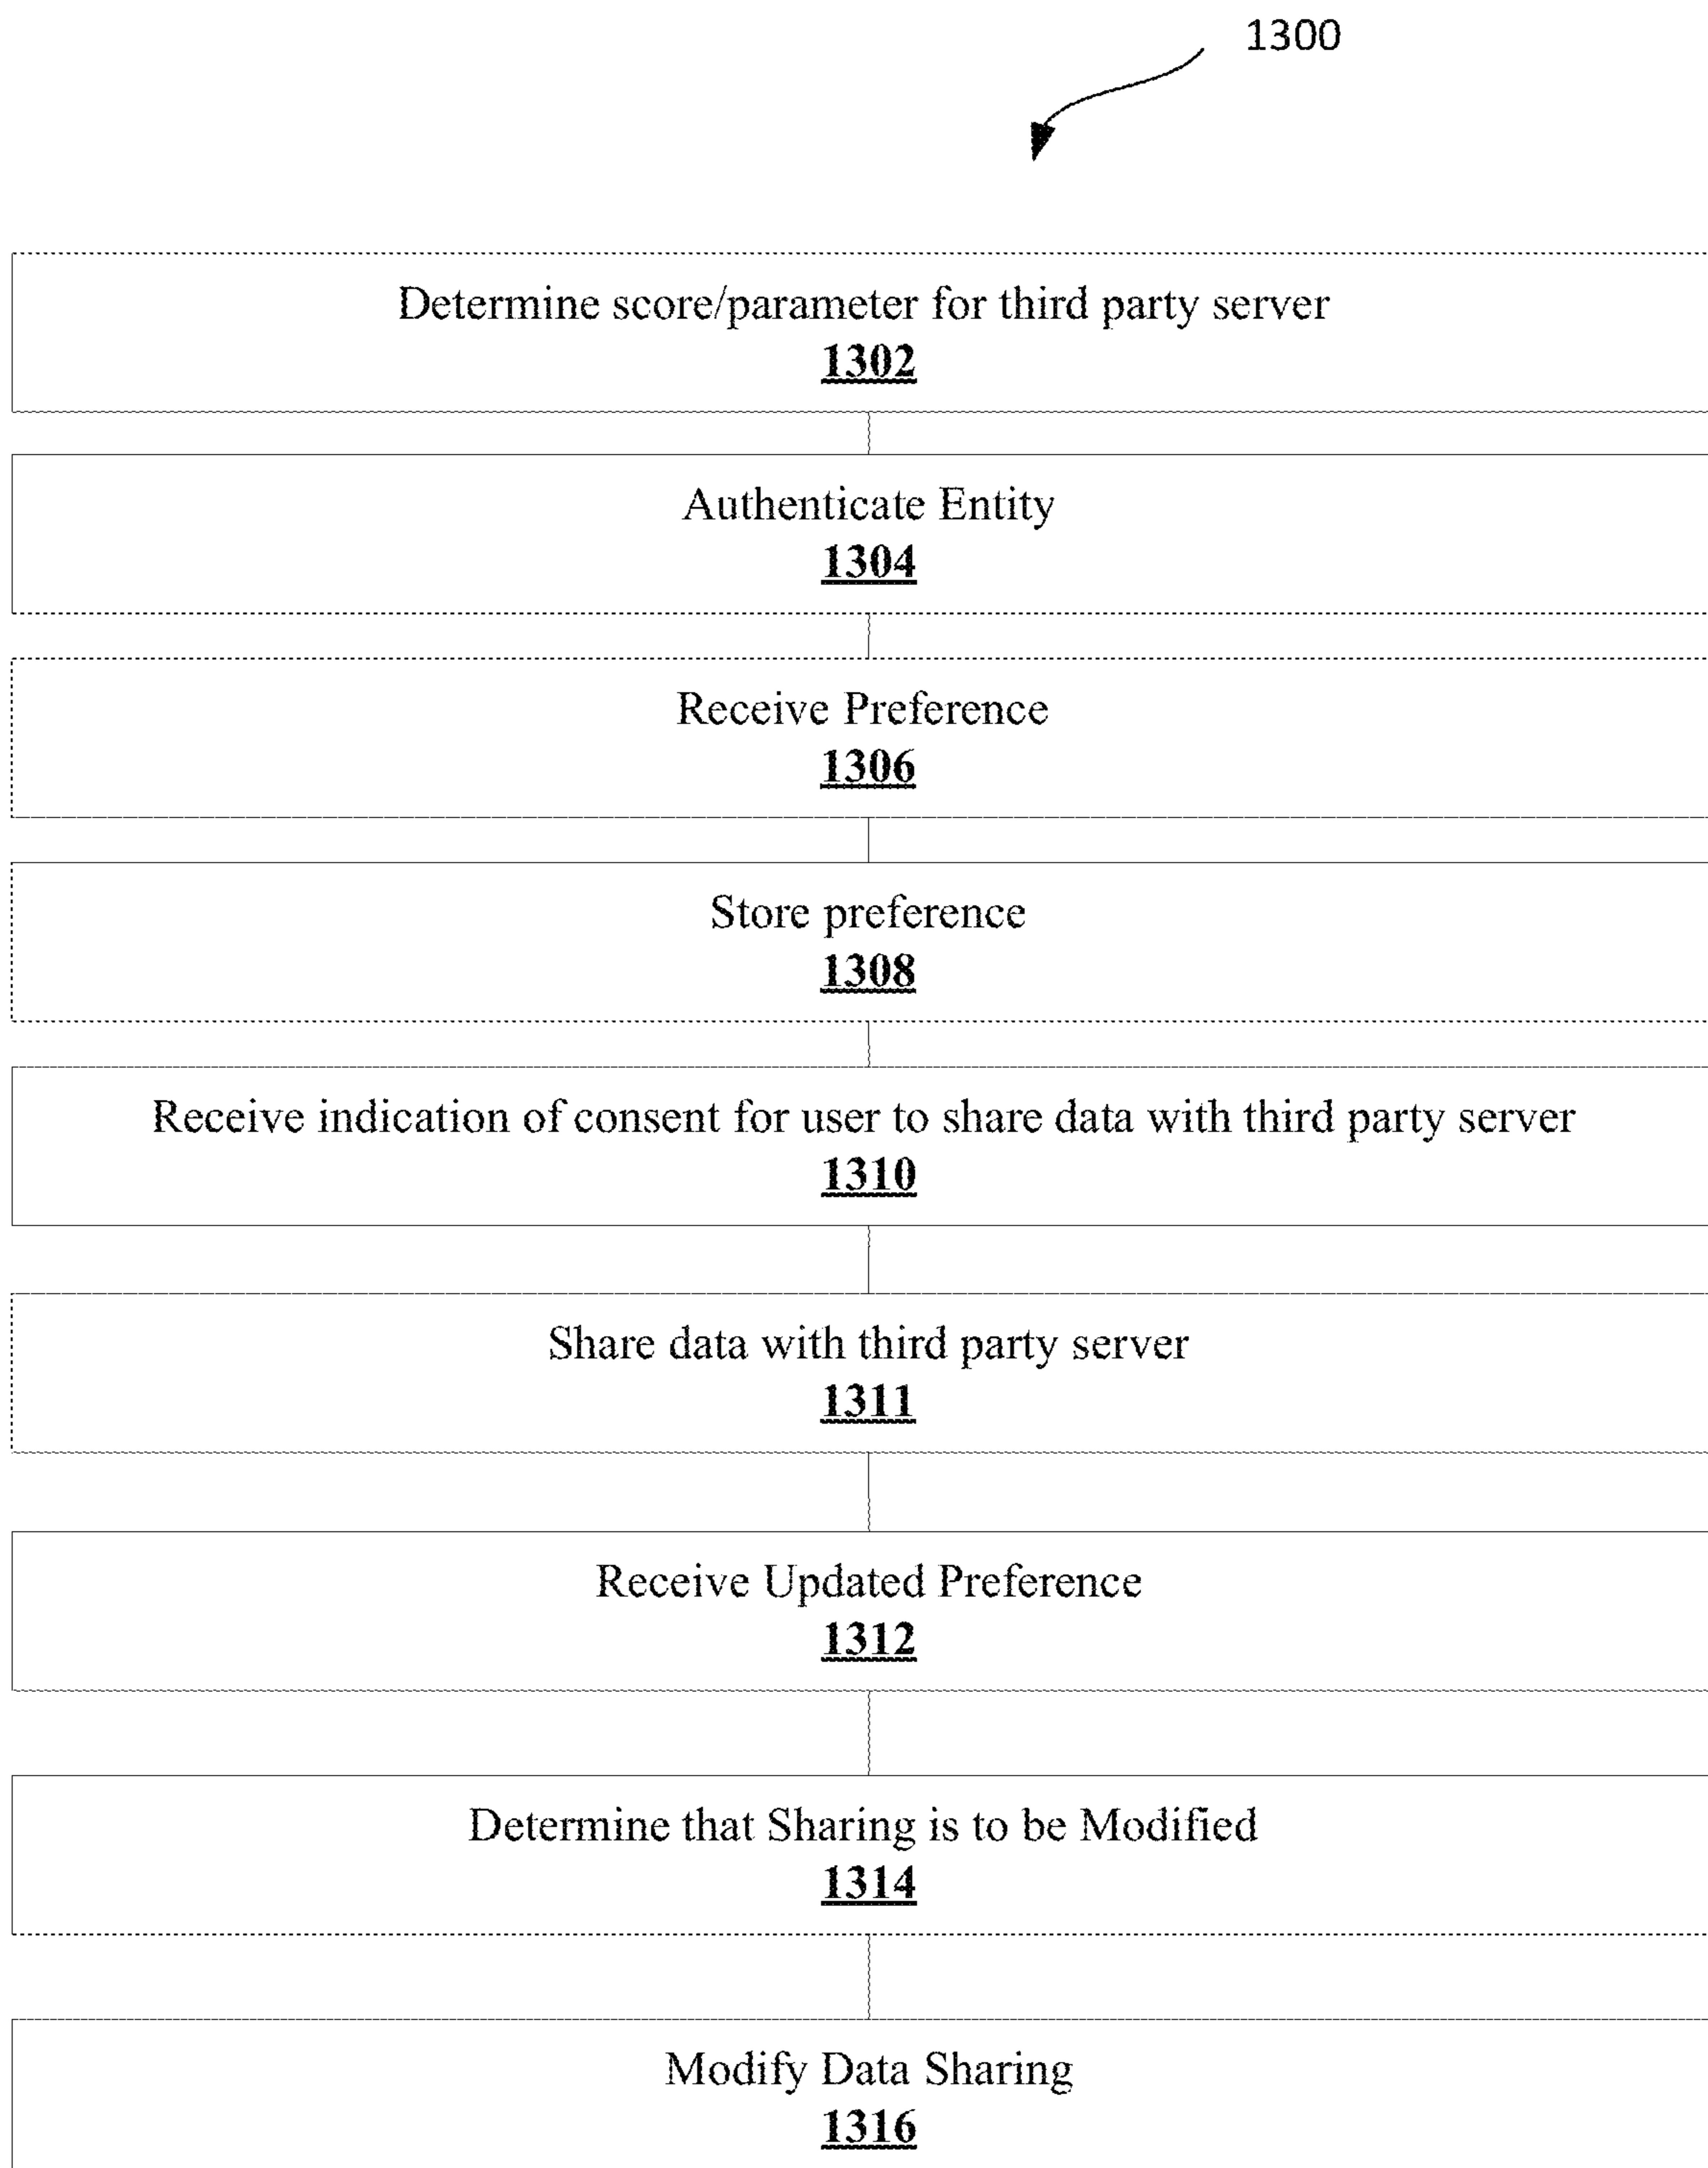 1300
Determine score/parameter for third party server
1302
Authenticate Entity
1304
Receive Preference
1306
Store preference
1308
Receive indication of consent for user to share data with third party server
1310
Share data with third party server
1311
Receive Updated Preference
1312
Determine that Sharing is to be Modified
1314
Modify Data Sharing
1316